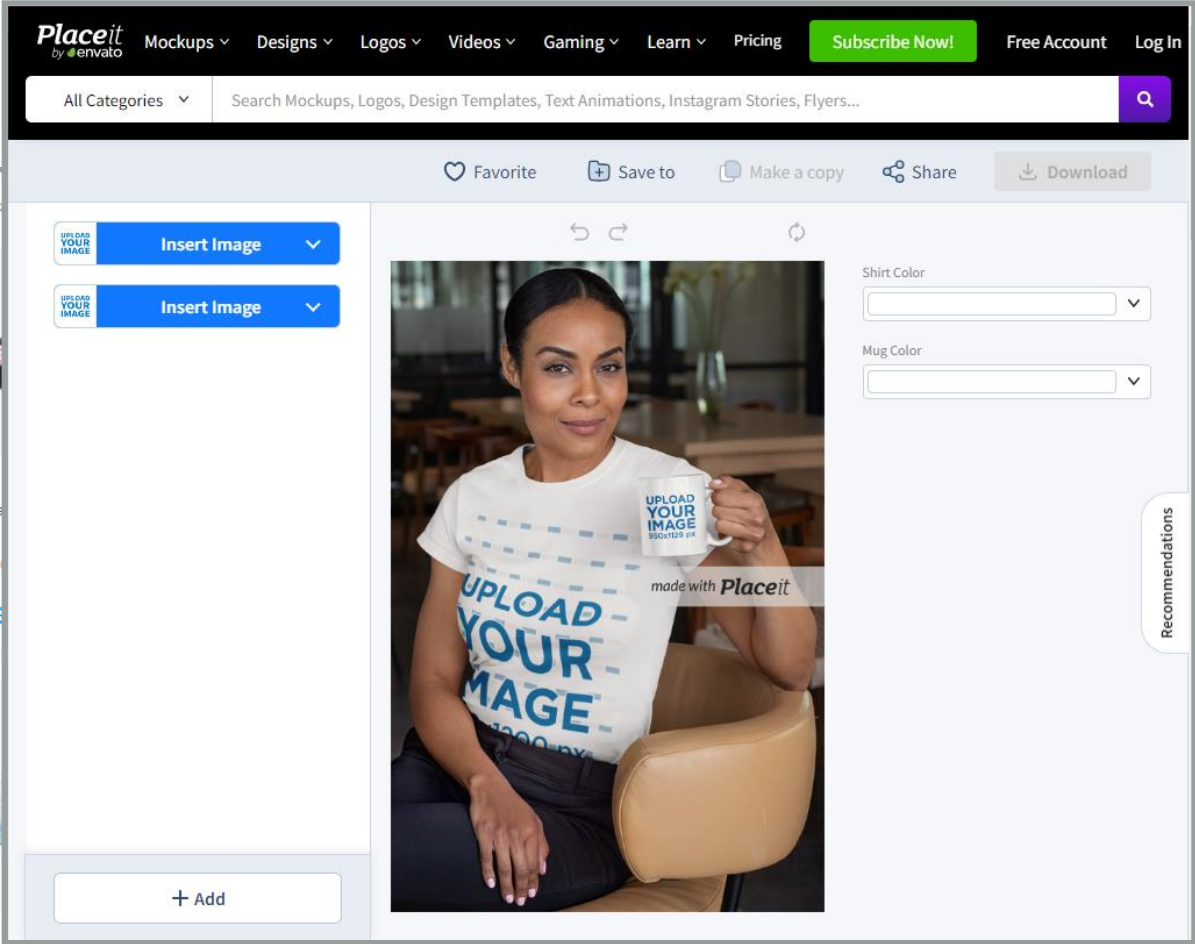 Placeit
by envato
Mockups
Designs
Logos
Videos
Gaming
Learn
Pricing
Subscribe Now!
Free Account
Log In
All Categories
Search Mockups, Logos, Design Templates, Text Animations, Instagram Stories, Flyers...
Favorite
Save to
Make a copy
Share
Download
UPLOAD
YOUR
IMAGE
Insert Image
UPLOAD
YOUR
IMAGE
Insert Image
Shirt Color
Mug Color
UPLOAD
YOUR
IMAGE
950x1129 px
made with Placeit
UPLOAD
YOUR
IMAGE
Recommendations
+ Add